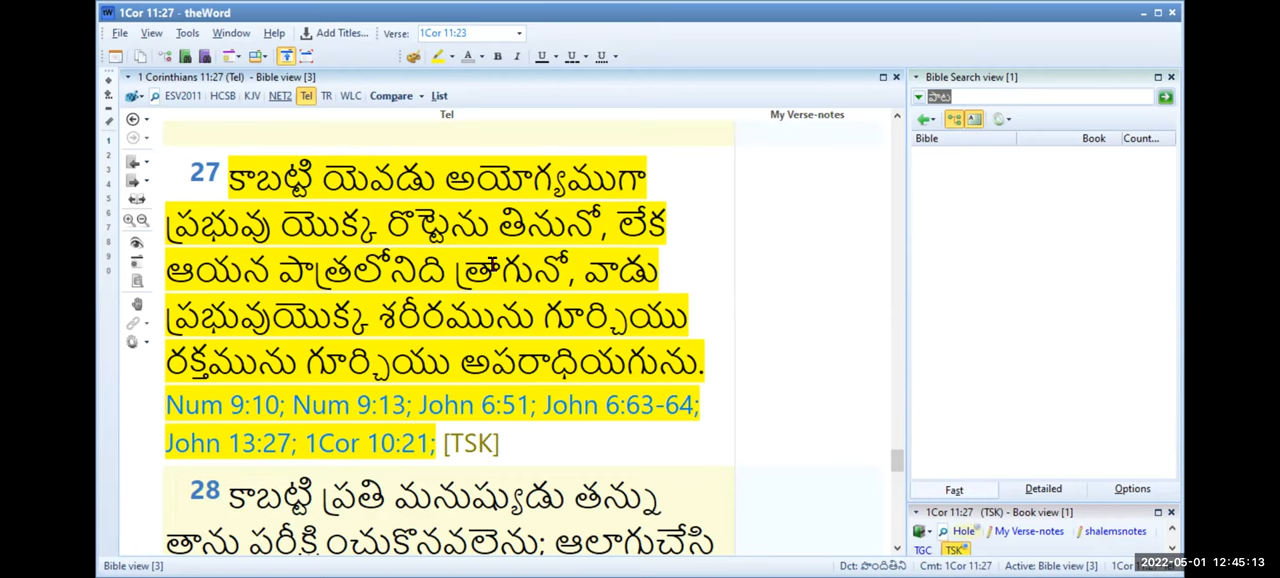 1Cor 11:27 - theWord
File View Tools Window Help Add Titles... Verse: 1Cor 11:23
1 Corinthians 11:27 (Tel) - Bible view [3]
ESV2011 HCSB KJV NET2 Tel TR WLC Compare List
Tel My Verse-notes
27 కాబట్టి యెవడు అయోగ్యముగా
ప్రభువు యొక్క రొట్టెను తినునో, లేక
ఆయన పాత్రలోనిది త్రాగునో, వాడు
ప్రభువుయొక్క శరీరమును గూర్చియు
రక్తమును గూర్చియు అపరాధియగును.
Num 9:10; Num 9:13; John 6:51; John 6:63-64;
John 13:27; 1Cor 10:21; [TSK]
28 కాబట్టి ప్రతి మనుష్యుడు తన్ను
తాను పరీక్షించుకొనవలెను; ఆలాగుచేసి
Bible view [3]
Bible Search view [1]
పాట
Bible Book Count...
Fast Detailed Options
1Cor 11:27 (TSK) - Book view [1]
Hole My Verse-notes shalemsnotes
TGC TSK
Dct: పొందితిని Cmt: 1Cor 11:27 Active: Bible view [3] 1Cor
2022-05-01 12:45:13